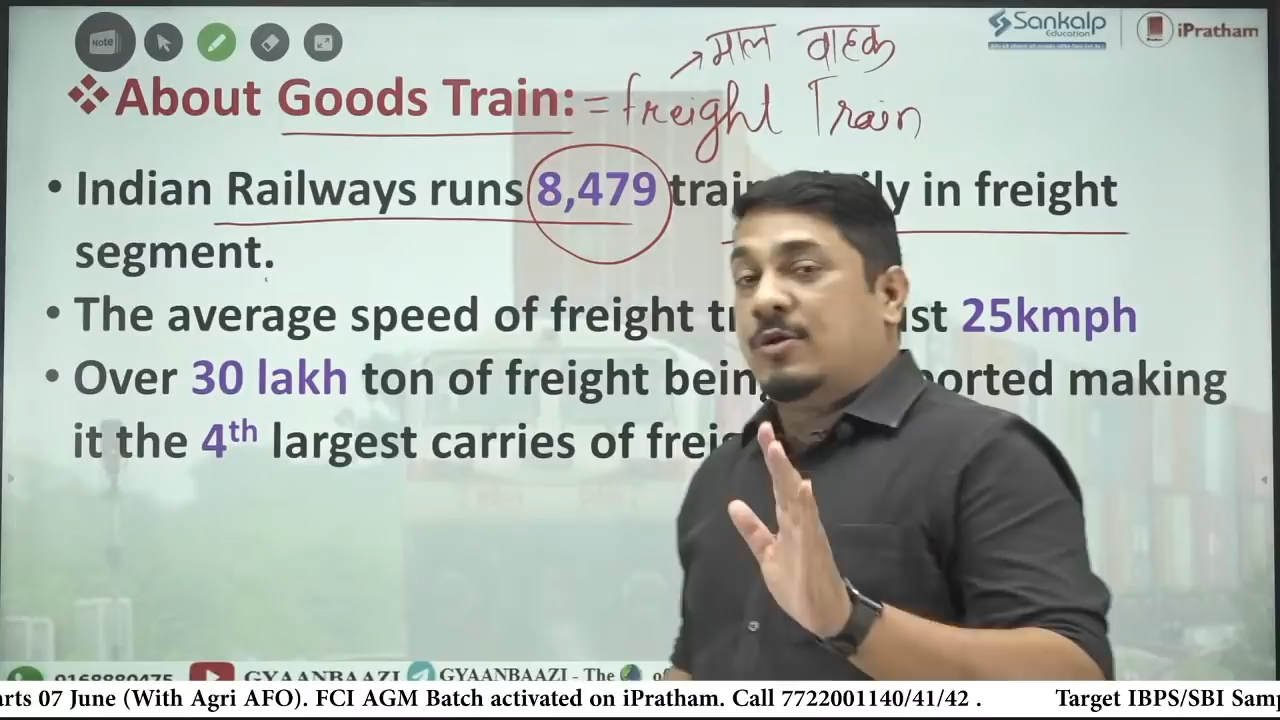 Note
Sankalp
Education
iPratham
माल वाहक
About Goods Train: = freight Train
• Indian Railways runs 8,479 in freight
segment.
• The average speed of freight 25kmph
• Over 30 lakh ton of freight making
it the 4th largest carries of
GYAANBAAZI GYAANBAAZI - The
07 June (With Agri AFO). FCI AGM Batch activated on iPratham. Call 7722001140/41/42 . Target IBPS/SBI